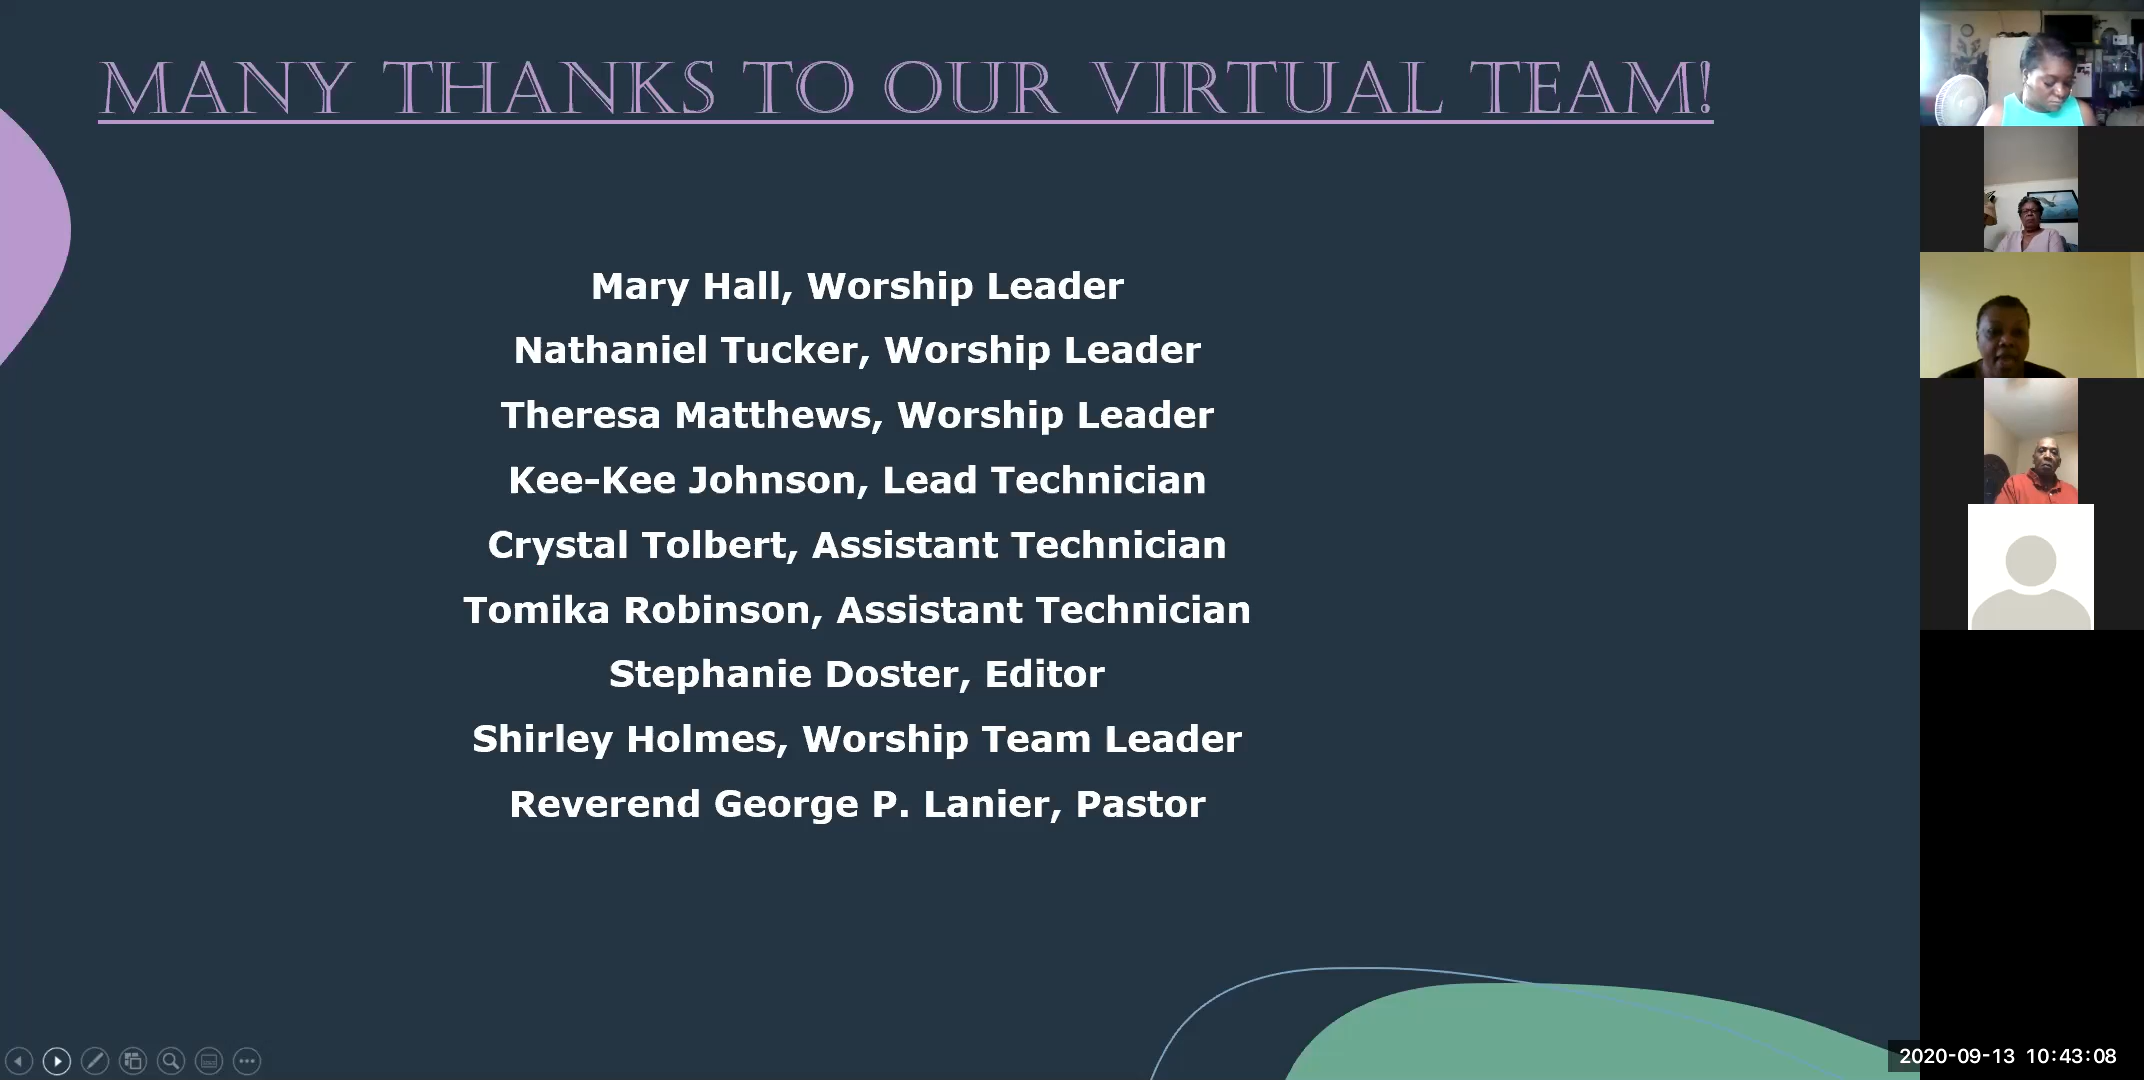 MANY THANKS TO OUR VIRTUAL TEAM!
Mary Hall, Worship Leader
Nathaniel Tucker, Worship Leader
Theresa Matthews, Worship Leader
Kee-Kee Johnson, Lead Technician
Crystal Tolbert, Assistant Technician
Tomika Robinson, Assistant Technician
Stephanie Doster, Editor
Shirley Holmes, Worship Team Leader
Reverend George P. Lanier, Pastor
2020-09-13 10:43:08